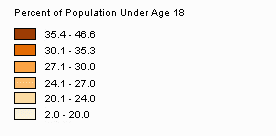 Percent of Population Under Age 18
35.4 - 46.6
30.1 - 35.3
27.1 - 30.0
24.1 - 27.0
20.1 - 24.0
2.0 - 20.0